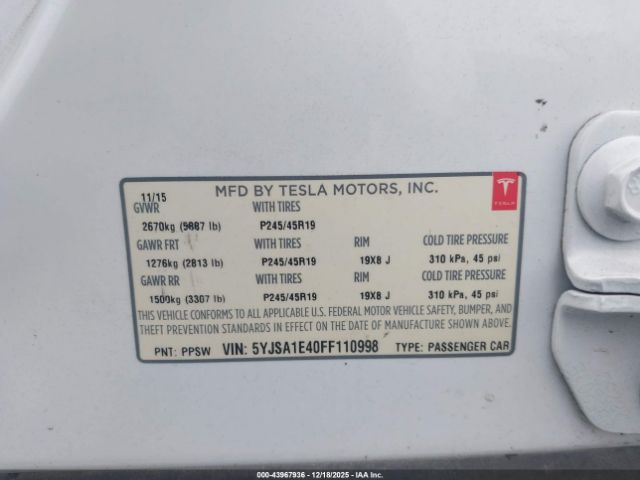 11/15 MFD BY TESLA MOTORS, INC.
GVWR WITH TIRES
2670kg (5887 lb) P245/45R19
GAWR FRT WITH TIRES RIM COLD TIRE PRESSURE
1276kg (2813 lb) P245/45R19 19X8 J 310 kPa, 45 psi
GAWR RR WITH TIRES RIM COLD TIRE PRESSURE
1500kg (3307 lb) P245/45R19 19X8 J 310 kPa, 45 psi
THIS VEHICLE CONFORMS TO ALL APPLICABLE U.S. FEDERAL MOTOR VEHICLE SAFETY, BUMPER, AND
THEFT PREVENTION STANDARDS IN EFFECT ON THE DATE OF MANUFACTURE SHOWN ABOVE.
PNT: PPSW VIN: 5YJSA1E40FF110998 TYPE: PASSENGER CAR
TESLA
000-43967936 - 12/18/2025 - IAAI.com